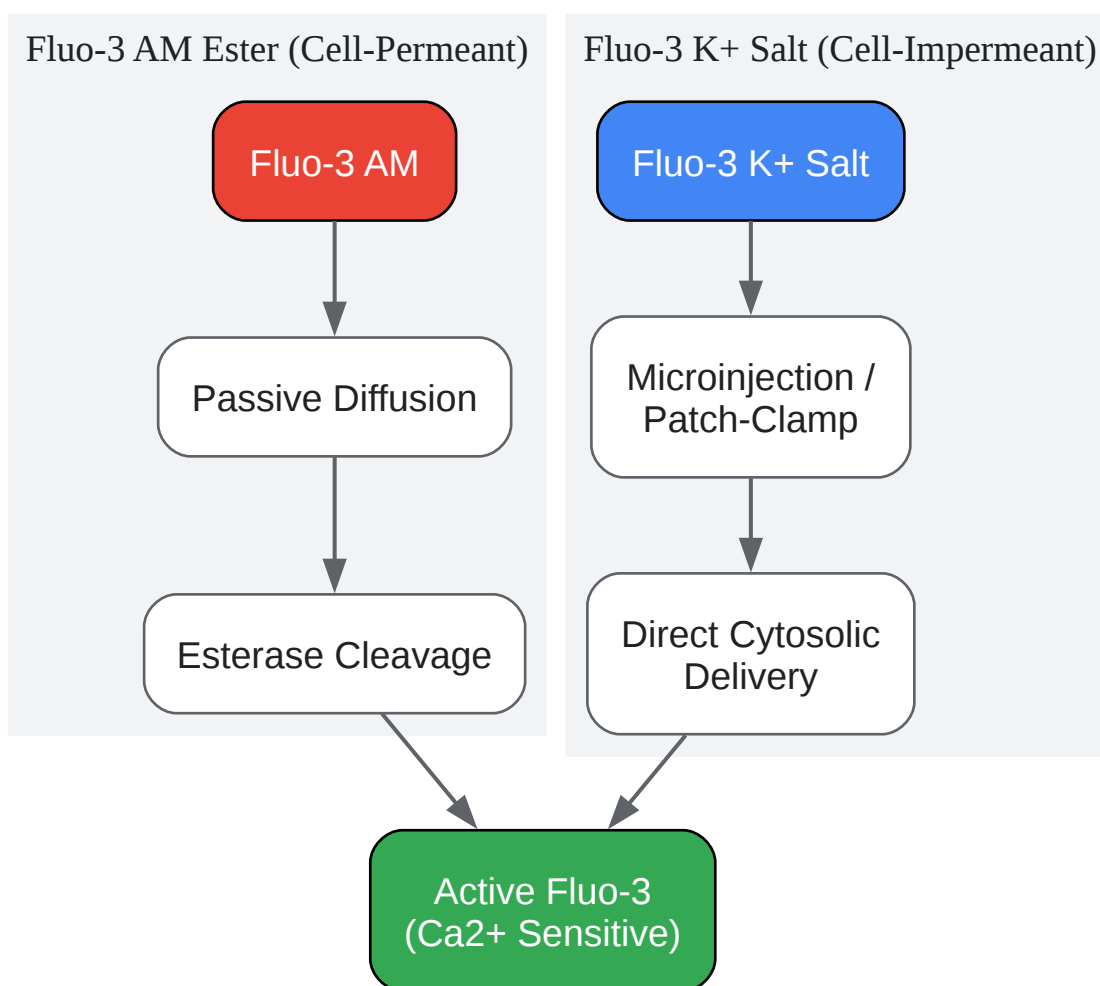 Fluo-3 AM Ester (Cell-Permeant)
Fluo-3 AM
Passive Diffusion
Esterase Cleavage
Fluo-3 K+ Salt (Cell-Impermeant)
Fluo-3 K+ Salt
Microinjection /
Patch-Clamp
Direct Cytosolic
Delivery
Active Fluo-3
(Ca2+ Sensitive)